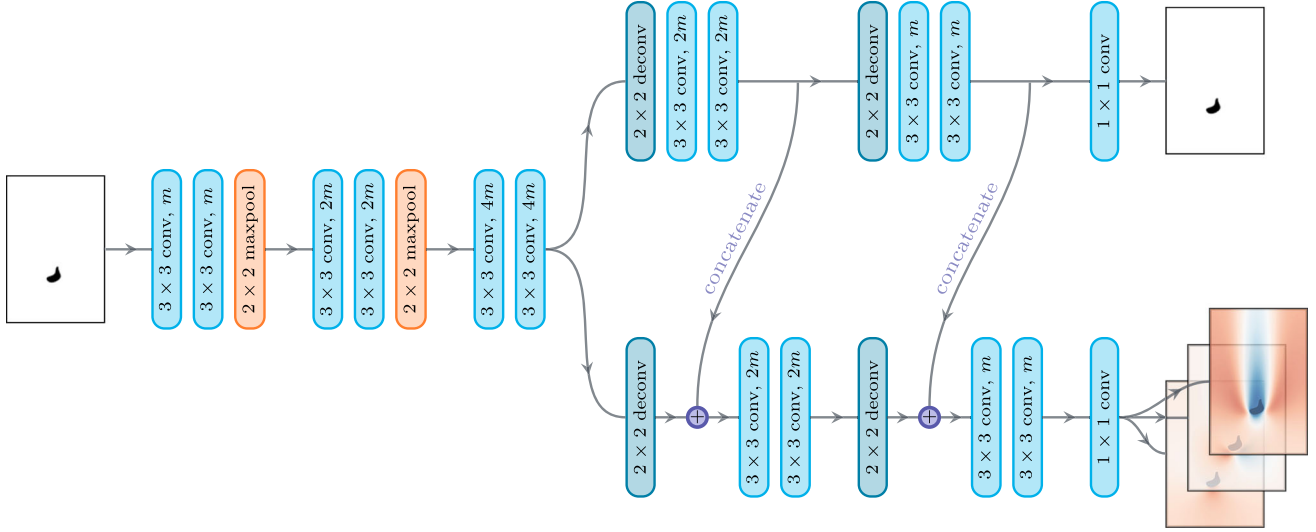 2 × 2 deconv
3 × 3 conv, 2m
3 × 3 conv, 2m
2 × 2 deconv
3 × 3 conv, m
3 × 3 conv, m
1 × 1 conv
3 × 3 conv, m
3 × 3 conv, m
2 × 2 maxpool
3 × 3 conv, 2m
3 × 3 conv, 2m
2 × 2 maxpool
3 × 3 conv, 4m
3 × 3 conv, 4m
concatenate
concatenate
2 × 2 deconv
+
3 × 3 conv, 2m
3 × 3 conv, 2m
2 × 2 deconv
+
3 × 3 conv, m
3 × 3 conv, m
1 × 1 conv